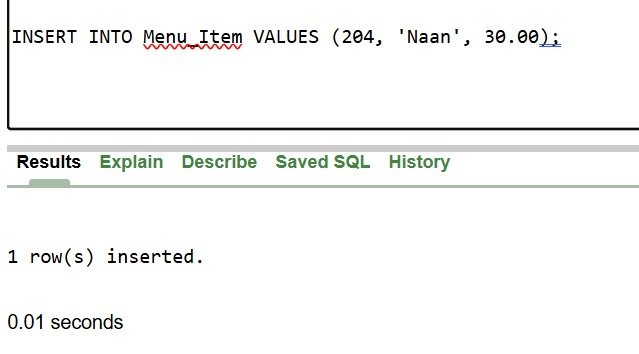 INSERT INTO Menu_Item VALUES (204, 'Naan', 30.00);
Results Explain Describe Saved SQL History
1 row(s) inserted.
0.01 seconds